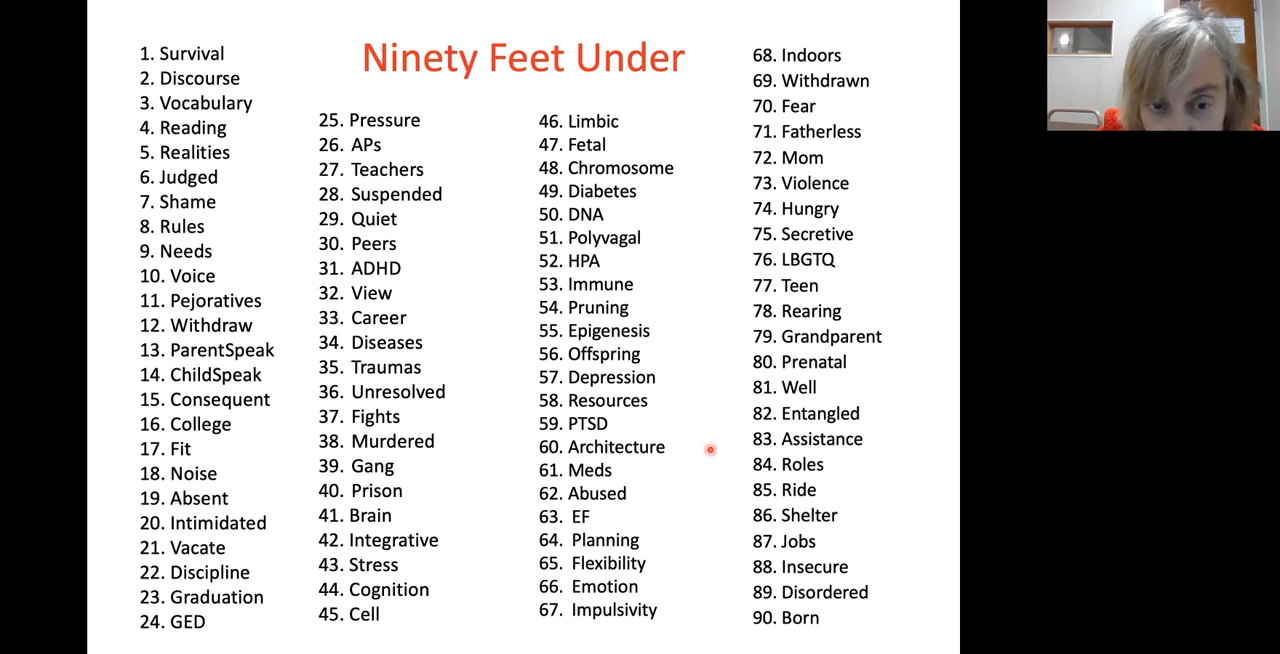 Ninety Feet Under
1. Survival
2. Discourse
3. Vocabulary
4. Reading
5. Realities
6. Judged
7. Shame
8. Rules
9. Needs
10. Voice
11. Pejoratives
12. Withdraw
13. ParentSpeak
14. ChildSpeak
15. Consequent
16. College
17. Fit
18. Noise
19. Absent
20. Intimidated
21. Vacate
22. Discipline
23. Graduation
24. GED
25. Pressure
26. APs
27. Teachers
28. Suspended
29. Quiet
30. Peers
31. ADHD
32. View
33. Career
34. Diseases
35. Traumas
36. Unresolved
37. Fights
38. Murdered
39. Gang
40. Prison
41. Brain
42. Integrative
43. Stress
44. Cognition
45. Cell
46. Limbic
47. Fetal
48. Chromosome
49. Diabetes
50. DNA
51. Polyvagal
52. HPA
53. Immune
54. Pruning
55. Epigenesis
56. Offspring
57. Depression
58. Resources
59. PTSD
60. Architecture
61. Meds
62. Abused
63. EF
64. Planning
65. Flexibility
66. Emotion
67. Impulsivity
68. Indoors
69. Withdrawn
70. Fear
71. Fatherless
72. Mom
73. Violence
74. Hungry
75. Secretive
76. LBGTQ
77. Teen
78. Rearing
79. Grandparent
80. Prenatal
81. Well
82. Entangled
83. Assistance
84. Roles
85. Ride
86. Shelter
87. Jobs
88. Insecure
89. Disordered
90. Born